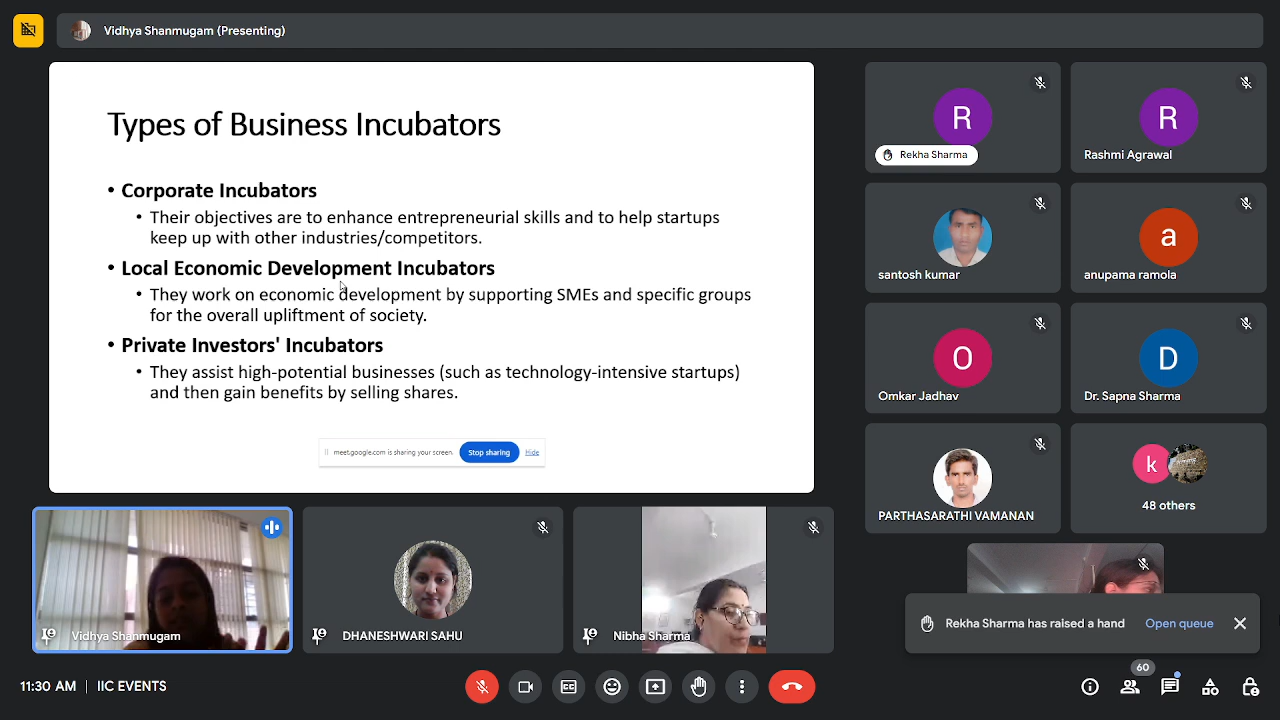 Vidhya Shanmugam (Presenting)
Types of Business Incubators
• Corporate Incubators
• Their objectives are to enhance entrepreneurial skills and to help startups
keep up with other industries/competitors.
• Local Economic Development Incubators
• They work on economic development by supporting SMEs and specific groups
for the overall upliftment of society.
• Private Investors' Incubators
• They assist high-potential businesses (such as technology-intensive startups)
and then gain benefits by selling shares.
meet.google.com is sharing your screen. Stop sharing Hide
R
Rekha Sharma
R
Rashmi Agrawal
santosh kumar
a
anupama ramola
O
Omkar Jadhav
D
Dr. Sapna Sharma
PARTHASARATHI VAMANAN
k
48 others
Vidhya Shanmugam
DHANESHWARI SAHU
Nibha Sharma
Rekha Sharma has raised a hand Open queue
11:30 AM | IIC EVENTS
60